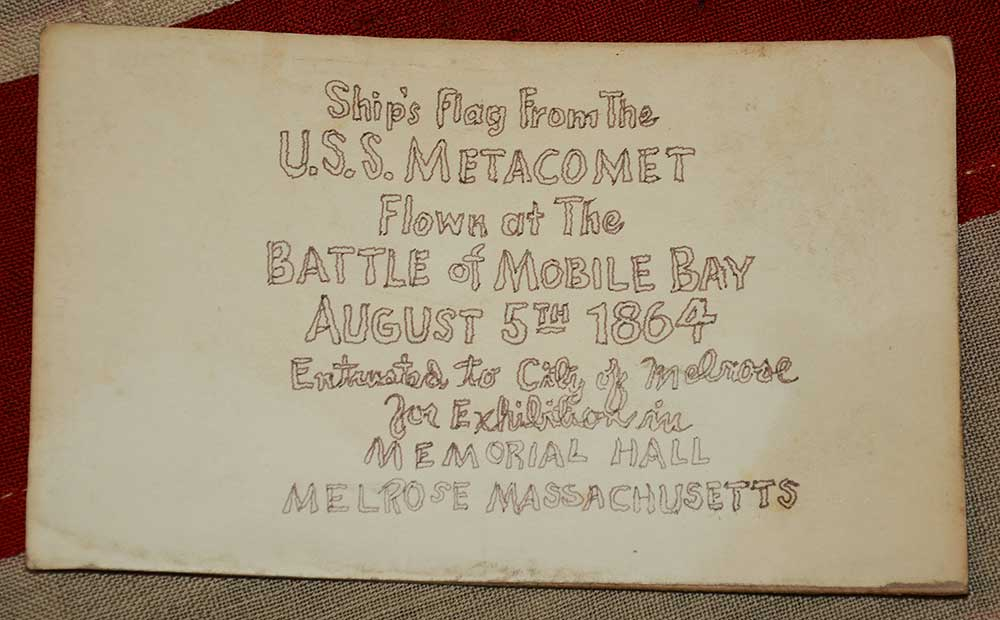 Ship's Flag From The
U.S.S. METACOMET
Flown at The
BATTLE of MOBILE BAY
AUGUST 5TH 1864
Entrusted to City of Melrose
for Exhibition in
MEMORIAL HALL
MELROSE MASSACHUSETTS